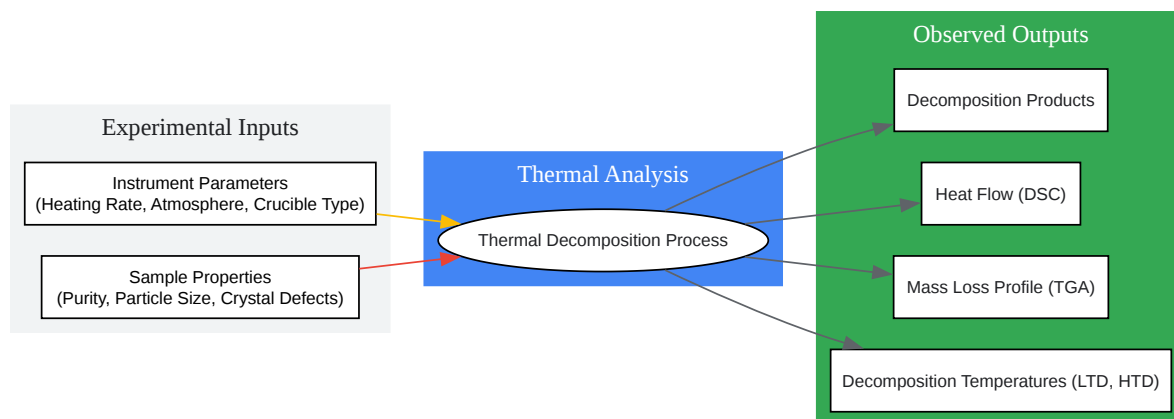 Experimental Inputs
Instrument Parameters
(Heating Rate, Atmosphere, Crucible Type)
Sample Properties
(Purity, Particle Size, Crystal Defects)
Thermal Analysis
Thermal Decomposition Process
Observed Outputs
Decomposition Products
Heat Flow (DSC)
Mass Loss Profile (TGA)
Decomposition Temperatures (LTD, HTD)